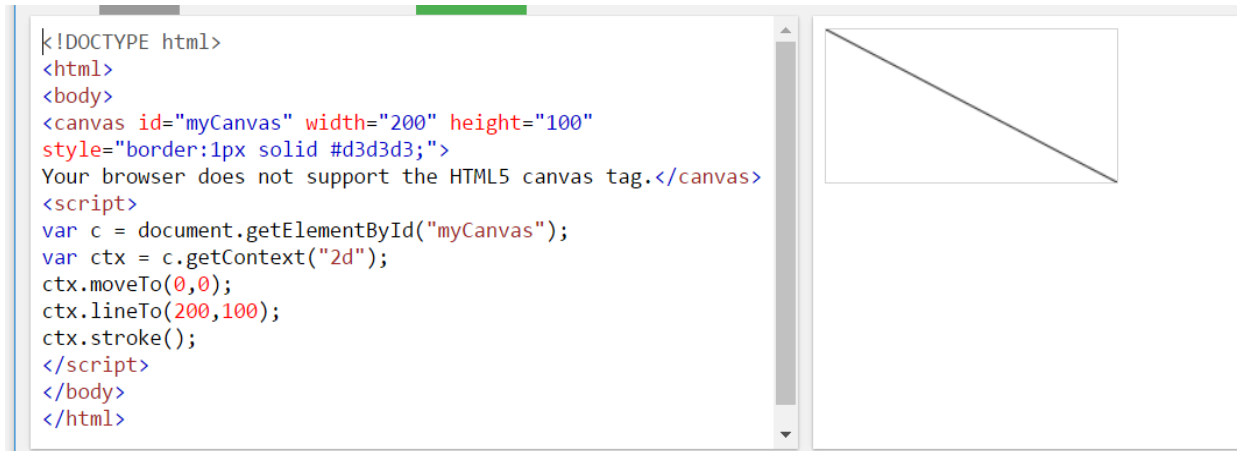 <!DOCTYPE html>
<html>
<body>
<canvas id="myCanvas" width="200" height="100"
style="border:1px solid #d3d3d3;">
Your browser does not support the HTML5 canvas tag.</canvas>
<script>
var c = document.getElementById("myCanvas");
var ctx = c.getContext("2d");
ctx.moveTo(0,0);
ctx.lineTo(200,100);
ctx.stroke();
</script>
</body>
</html>